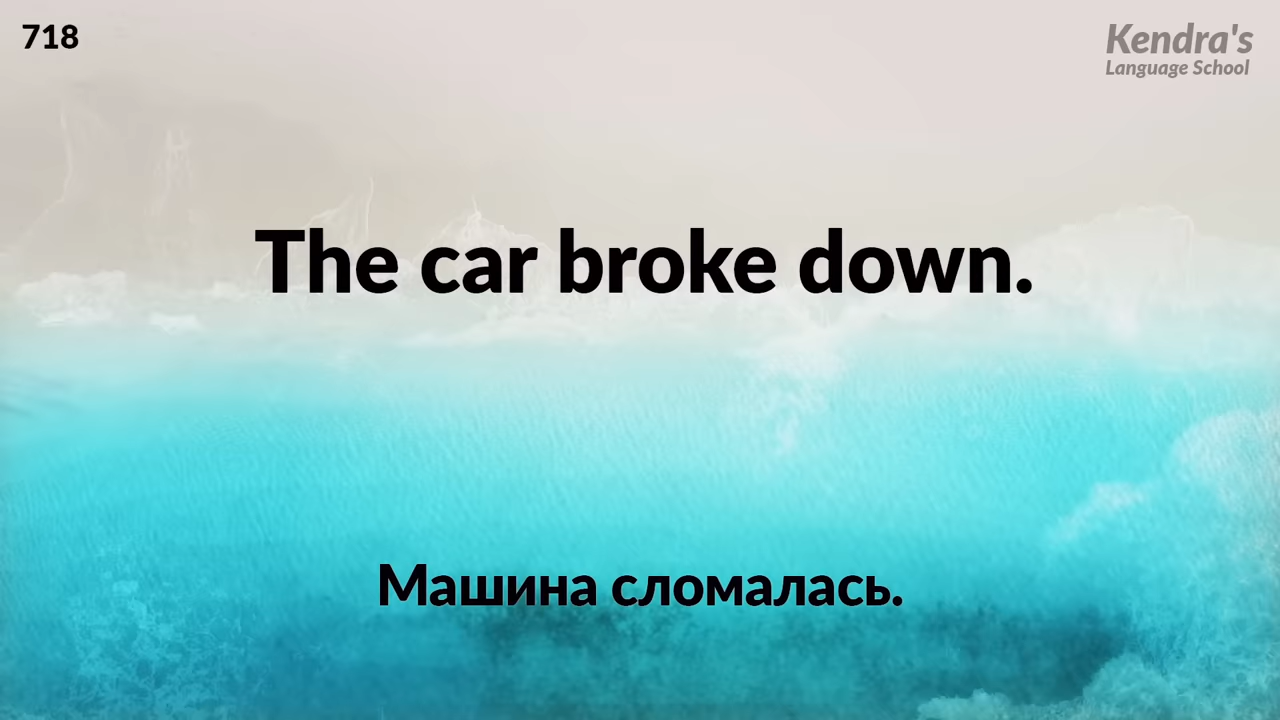 718
Kendra's
Language School
The car broke down.
Машина сломалась.